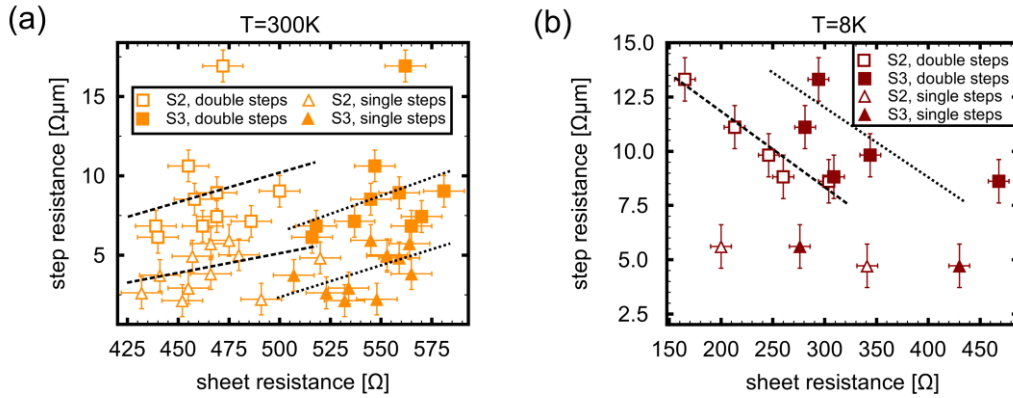 (a)
T=300K
step resistance [Ωμm]
15
10
5
S2, double steps
S2, single steps
S3, double steps
S3, single steps
425 450 475 500 525 550 575
sheet resistance [Ω]
(b)
T=8K
step resistance [Ωμm]
15.0
12.5
10.0
7.5
5.0
2.5
S2, double steps
S3, double steps
S2, single steps
S3, single steps
150 200 250 300 350 400 450
sheet resistance [Ω]